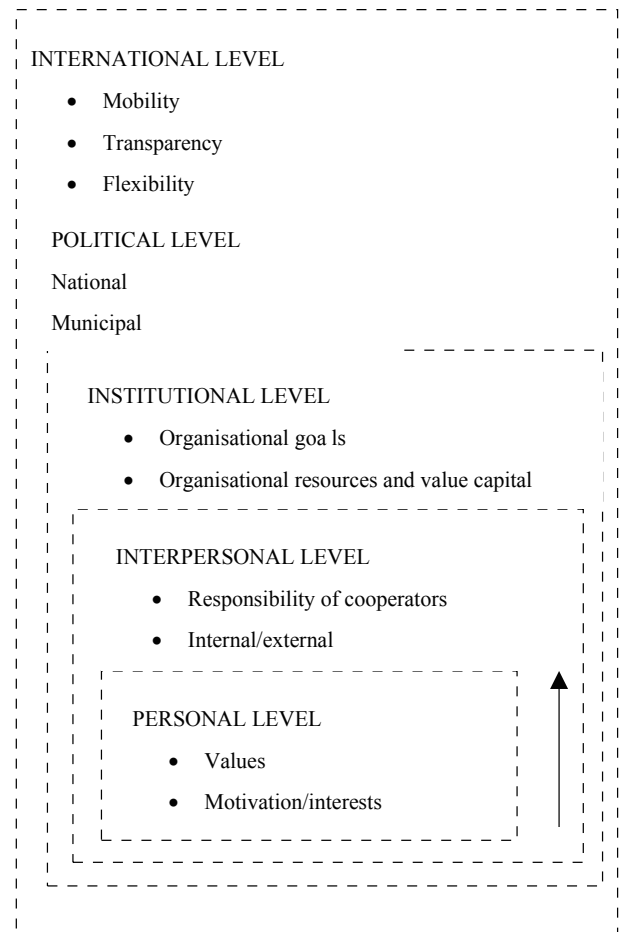 INTERNATIONAL LEVEL
• Mobility
• Transparency
• Flexibility
POLITICAL LEVEL
National
Municipal
INSTITUTIONAL LEVEL
• Organisational goa ls
• Organisational resources and value capital
INTERPERSONAL LEVEL
• Responsibility of cooperators
• Internal/external
PERSONAL LEVEL
• Values
• Motivation/interests